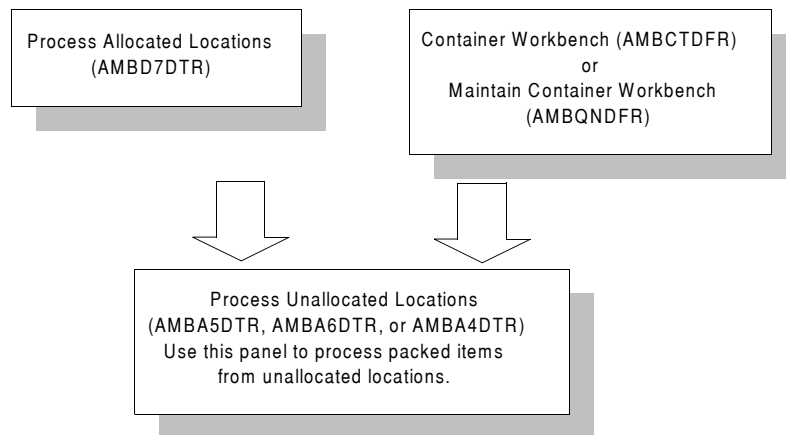 Process Allocated Locations
(AMBD7DTR)
Container Workbench (AMBCTDFR)
or
Maintain Container Workbench
(AMBQNDFR)
Process Unallocated Locations
(AMBA5DTR, AMBA6DTR, or AMBA4DTR)
Use this panel to process packed items
from unallocated locations.